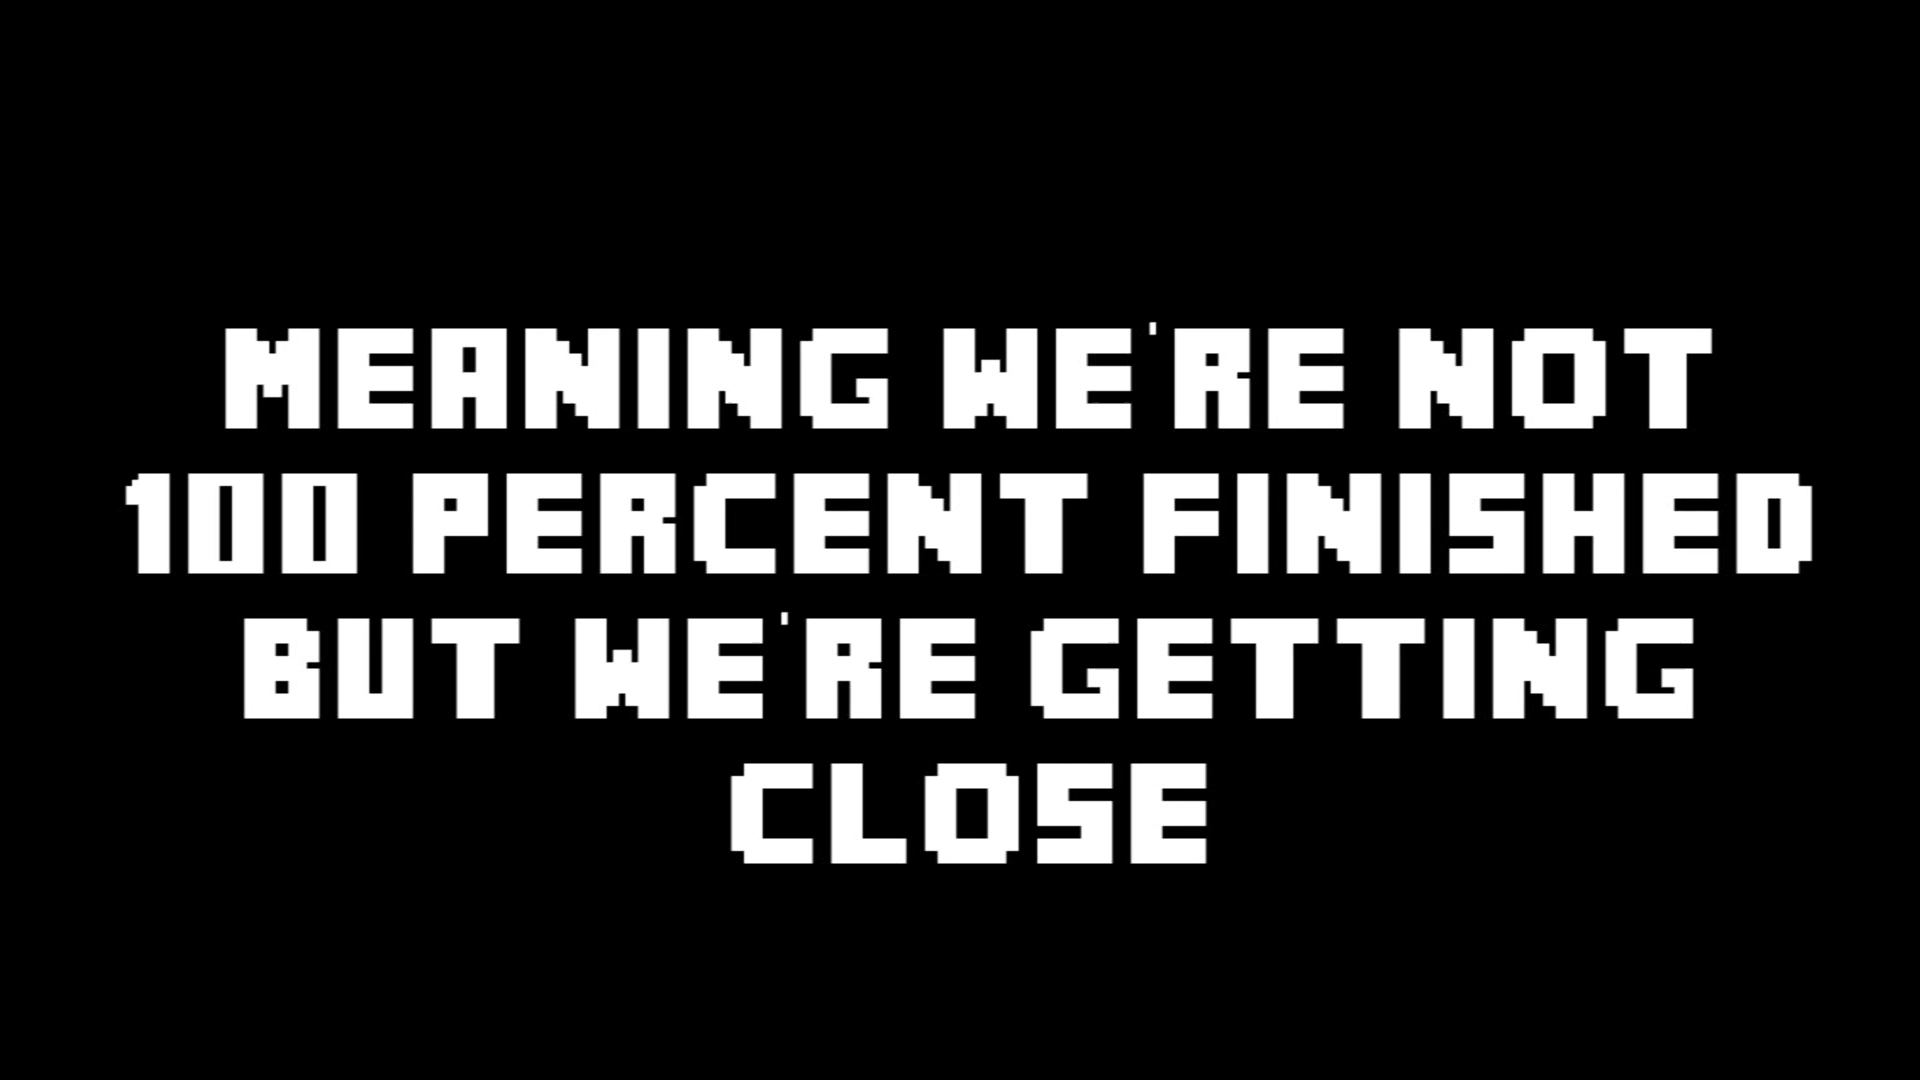 MEANING WE'RE NOT
100 PERCENT FINISHED
BUT WE'RE GETTING
CLOSE